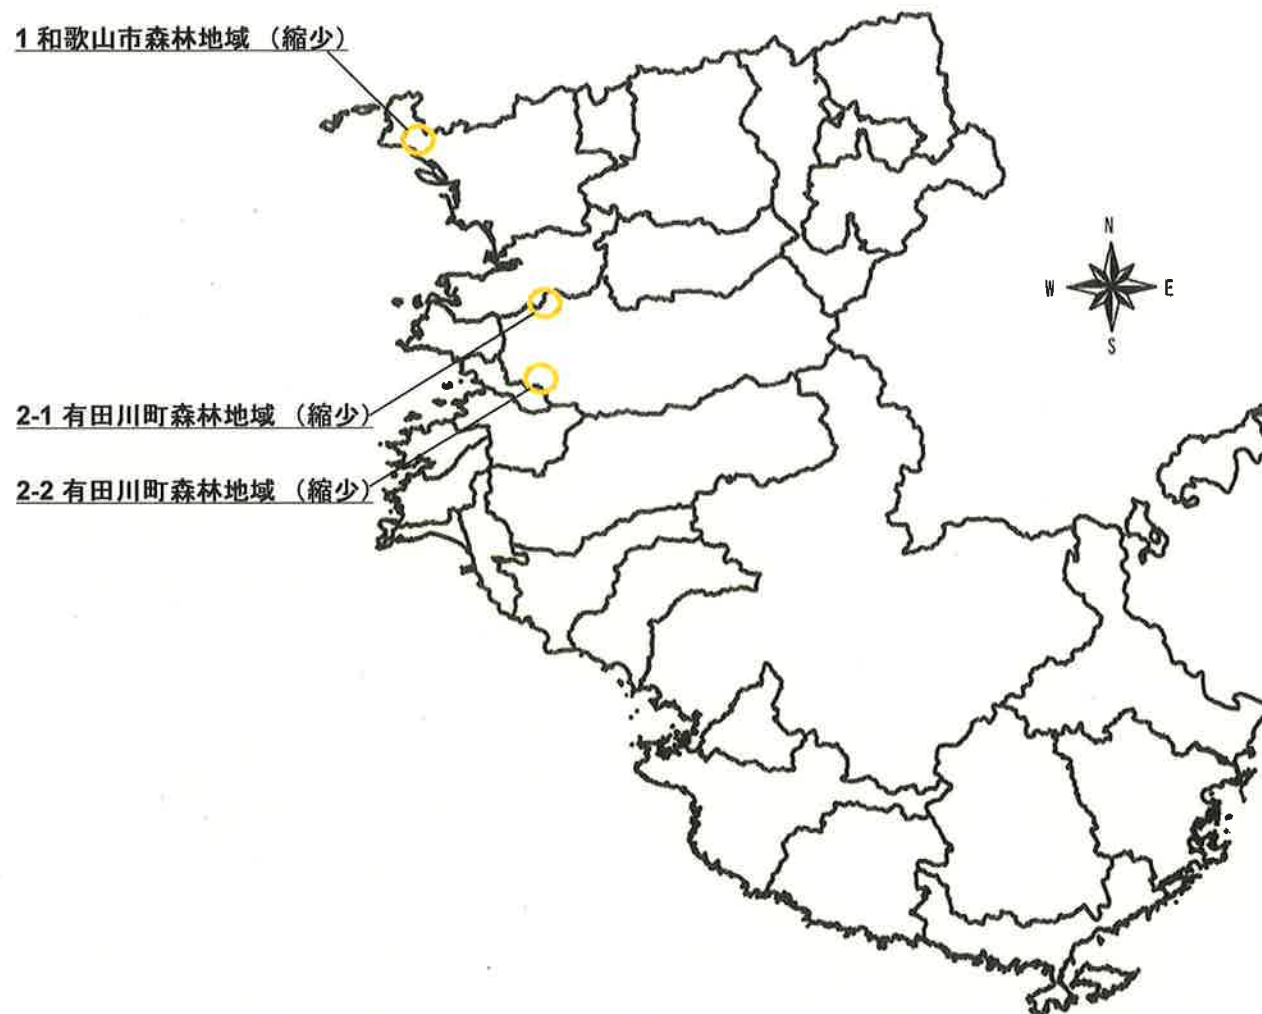 1 和歌山市森林地域 （縮少）
N
W E
S
2-1 有田川町森林地域 （縮少）
2-2 有田川町森林地域 （縮少）